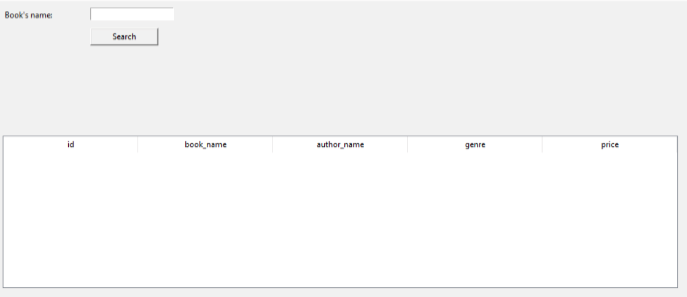 Book's name:
Search
id book_name author_name genre price